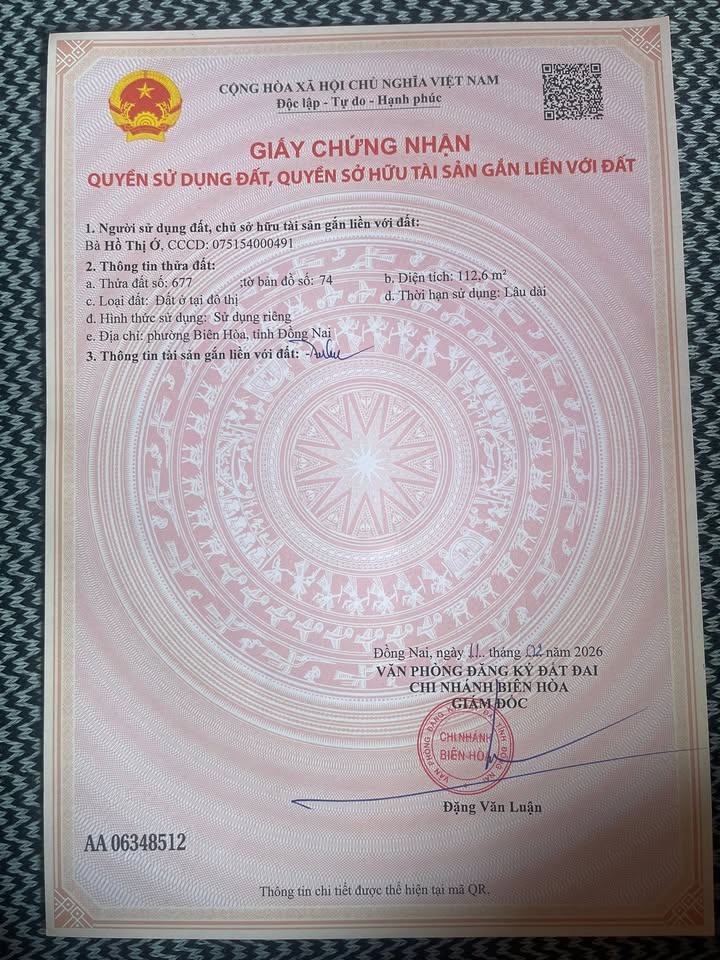 CỘNG HÒA XÃ HỘI CHỦ NGHĨA VIỆT NAM
Độc lập - Tự do - Hạnh phúc
GIẤY CHỨNG NHẬN
QUYỀN SỬ DỤNG ĐẤT, QUYỀN SỞ HỮU TÀI SẢN GẮN LIỀN VỚI ĐẤT
1. Người sử dụng đất, chủ sở hữu tài sản gắn liền với đất:
Bà Hồ Thị Ở, CCCD: 075154000491
2. Thông tin thửa đất:
a. Thửa đất số: 677 ;tờ bản đồ số: 74 b. Diện tích: 112,6 m²
c. Loại đất: Đất ở tại đô thị d. Thời hạn sử dụng: Lâu dài
đ. Hình thức sử dụng: Sử dụng riêng
e. Địa chỉ: phường Biên Hòa, tỉnh Đồng Nai
3. Thông tin tài sản gắn liền với đất: -
Đồng Nai, ngày 11 tháng 02 năm 2026
VĂN PHÒNG ĐĂNG KÝ ĐẤT ĐAI
CHI NHÁNH BIÊN HÒA
GIÁM ĐỐC
CHI NHÁNH
BIÊN HÒA
Đặng Văn Luận
AA 06348512
Thông tin chi tiết được thể hiện tại mã QR.